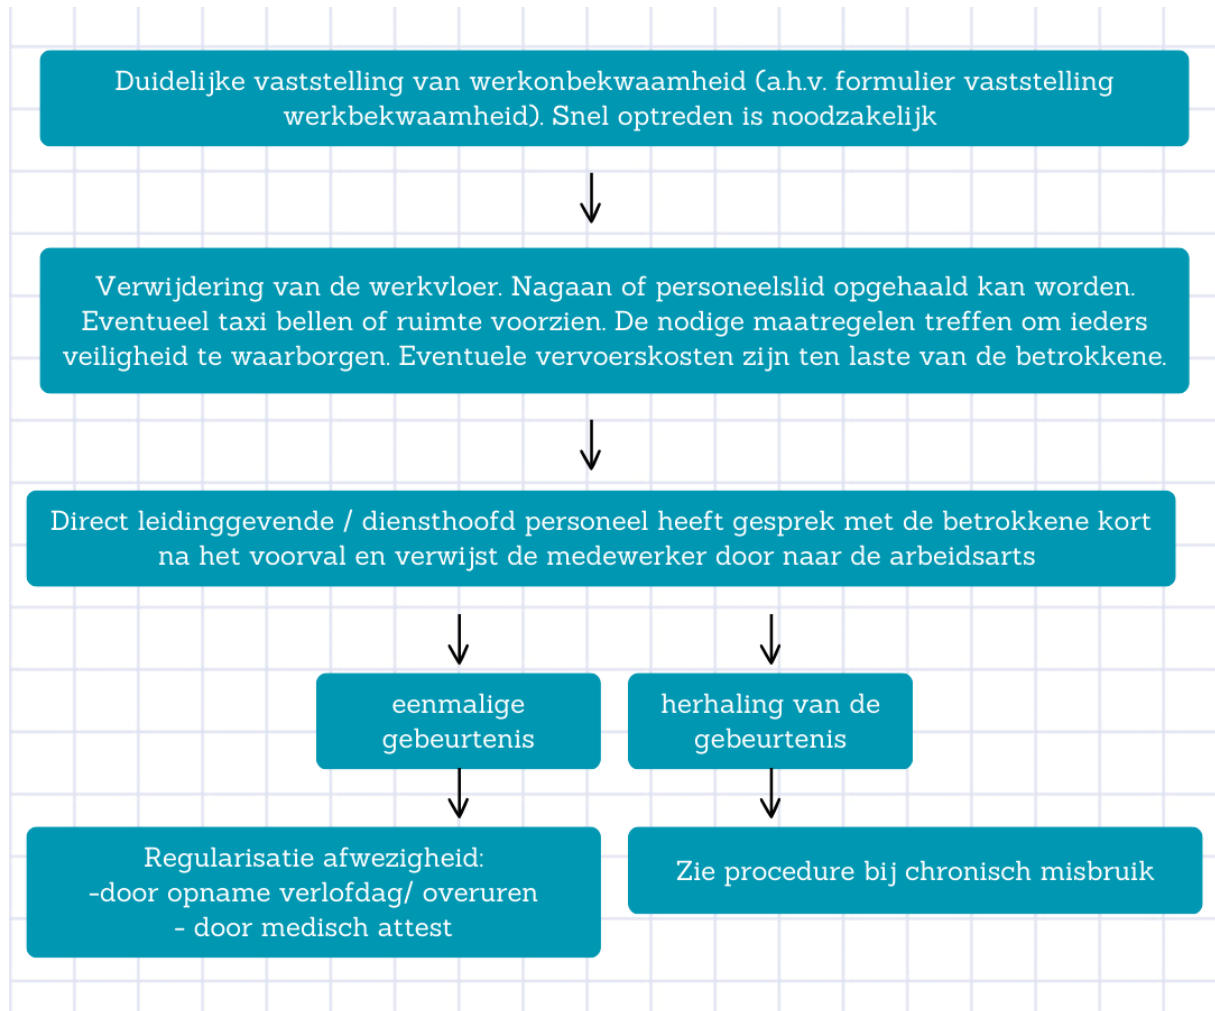 Duidelijke vaststelling van werkonbekwaamheid (a.h.v. formulier vaststelling
werkbekwaamheid). Snel optreden is noodzakelijk
Verwijdering van de werkvloer. Nagaan of personeelslid opgehaald kan worden.
Eventueel taxi bellen of ruimte voorzien. De nodige maatregelen treffen om ieders
veiligheid te waarborgen. Eventuele vervoerskosten zijn ten laste van de betrokkene.
Direct leidinggevende / diensthoofd personeel heeft gesprek met de betrokkene kort
na het voorval en verwijst de medewerker door naar de arbeidsarts
eenmalige
gebeurtenis
herhaling van de
gebeurtenis
Regularisatie afwezigheid:
-door opname verlofdag/ overuren
- door medisch attest
Zie procedure bij chronisch misbruik